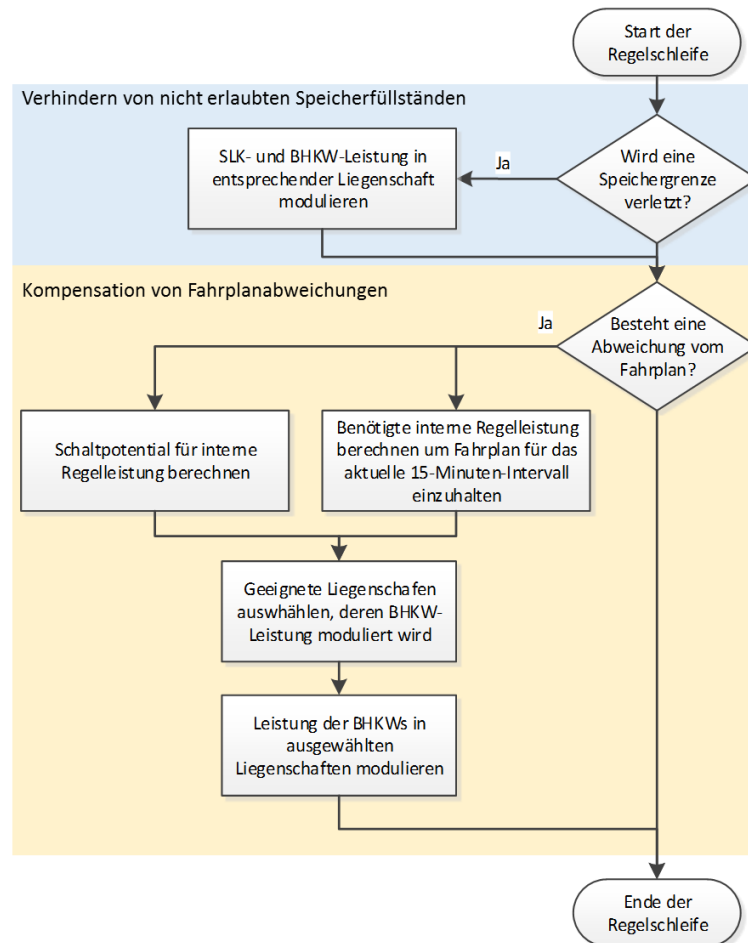 Start der
Regelschleife
Verhindern von nicht erlaubten Speicherfüllständen
SLK- und BHKW-Leistung in
entsprechender Liegenschaft
modulieren
Ja
Wird eine
Speichergrenze
verletzt?
Kompensation von Fahrplanabweichungen
Ja
Besteht eine
Abweichung vom
Fahrplan?
Schaltpotential für interne
Regelleistung berechnen
Benötigte interne Regelleistung
berechnen um Fahrplan für das
aktuelle 15-Minuten-Intervall
einzuhalten
Geeignete Liegenschafen
auswhählen, deren BHKW-
Leistung moduliert wird
Leistung der BHKWs in
ausgewählten
Liegenschaften modulieren
Ende der
Regelschleife